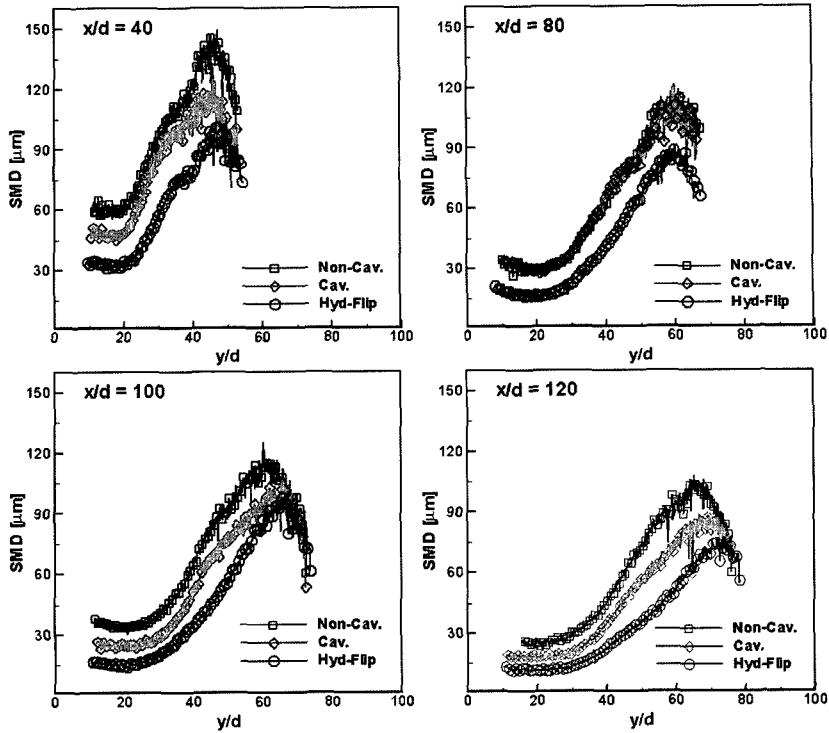 x/d = 40
SMD [μm]
150
120
90
60
30
Non-Cav.
Cav.
Hyd-Flip
0 20 40 60 80 100
y/d
x/d = 80
SMD [μm]
150
120
90
60
30
Non-Cav.
Cav.
Hyd-Flip
0 20 40 60 80 100
y/d
x/d = 100
SMD [μm]
150
120
90
60
30
Non-Cav.
Cav.
Hyd-Flip
0 20 40 60 80 100
y/d
x/d = 120
SMD [μm]
150
120
90
60
30
Non-Cav.
Cav.
Hyd-Flip
0 20 40 60 80 100
y/d